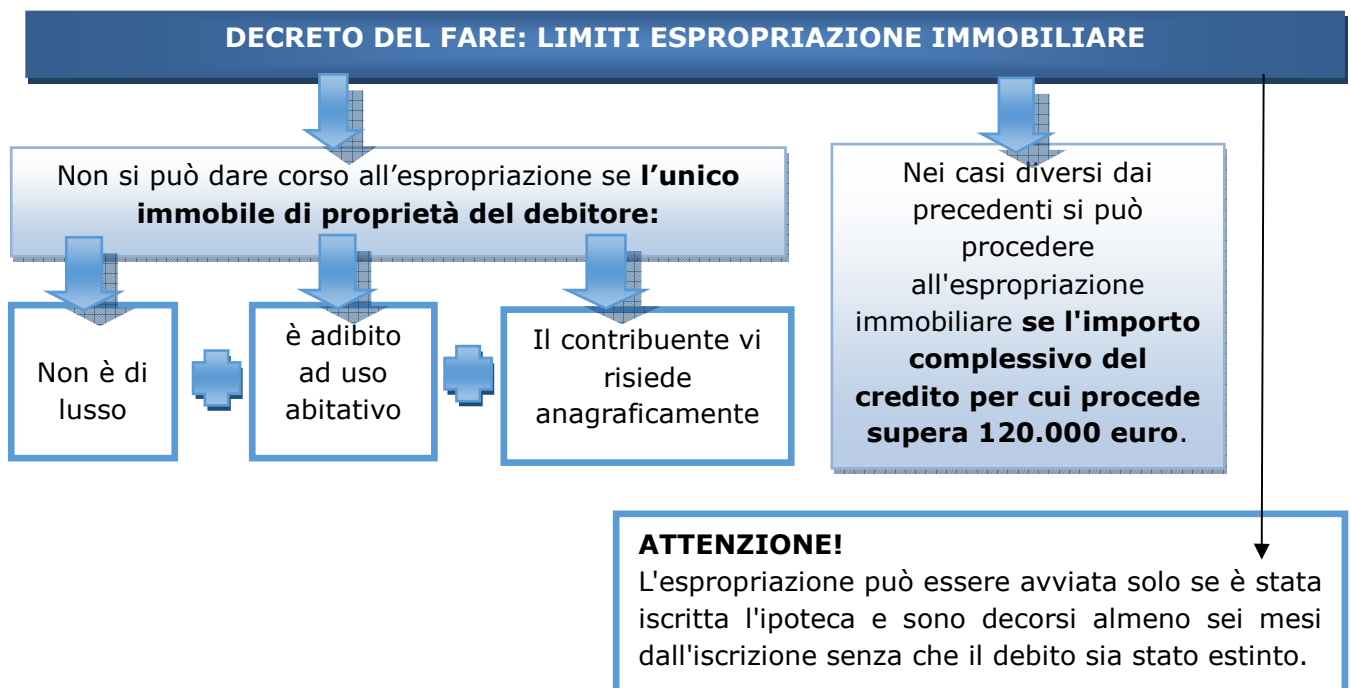 DECRETO DEL FARE: LIMITI ESPROPRIAZIONE IMMOBILIARE
Non si può dare corso all’espropriazione se l’unico
immobile di proprietà del debitore:
Non è di
lusso
è adibito
ad uso
abitativo
Il contribuente vi
risiede
anagraficamente
Nei casi diversi dai
precedenti si può
procedere
all'espropriazione
immobiliare se l'importo
complessivo del
credito per cui procede
supera 120.000 euro.
ATTENZIONE!
L'espropriazione può essere avviata solo se è stata
iscritta l'ipoteca e sono decorsi almeno sei mesi
dall'iscrizione senza che il debito sia stato estinto.